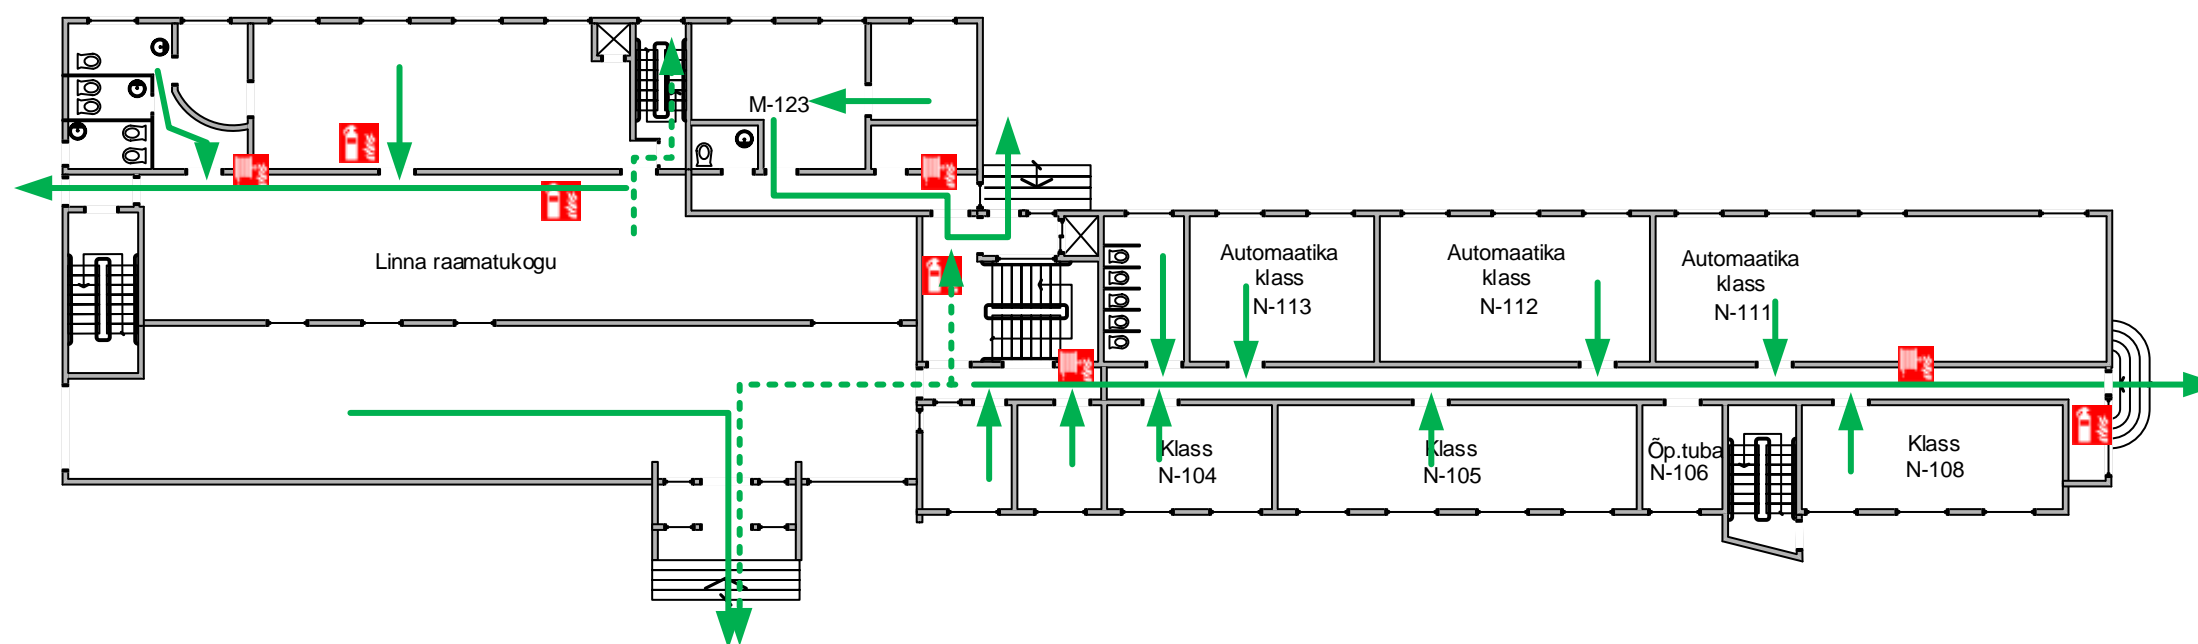 M-123
Linna raamatukogu
Automaatika
klass
N-113
Automaatika
klass
N-112
Automaatika
klass
N-111
Klass
N-104
Klass
N-105
Õp.tuba
N-106
Klass
N-108